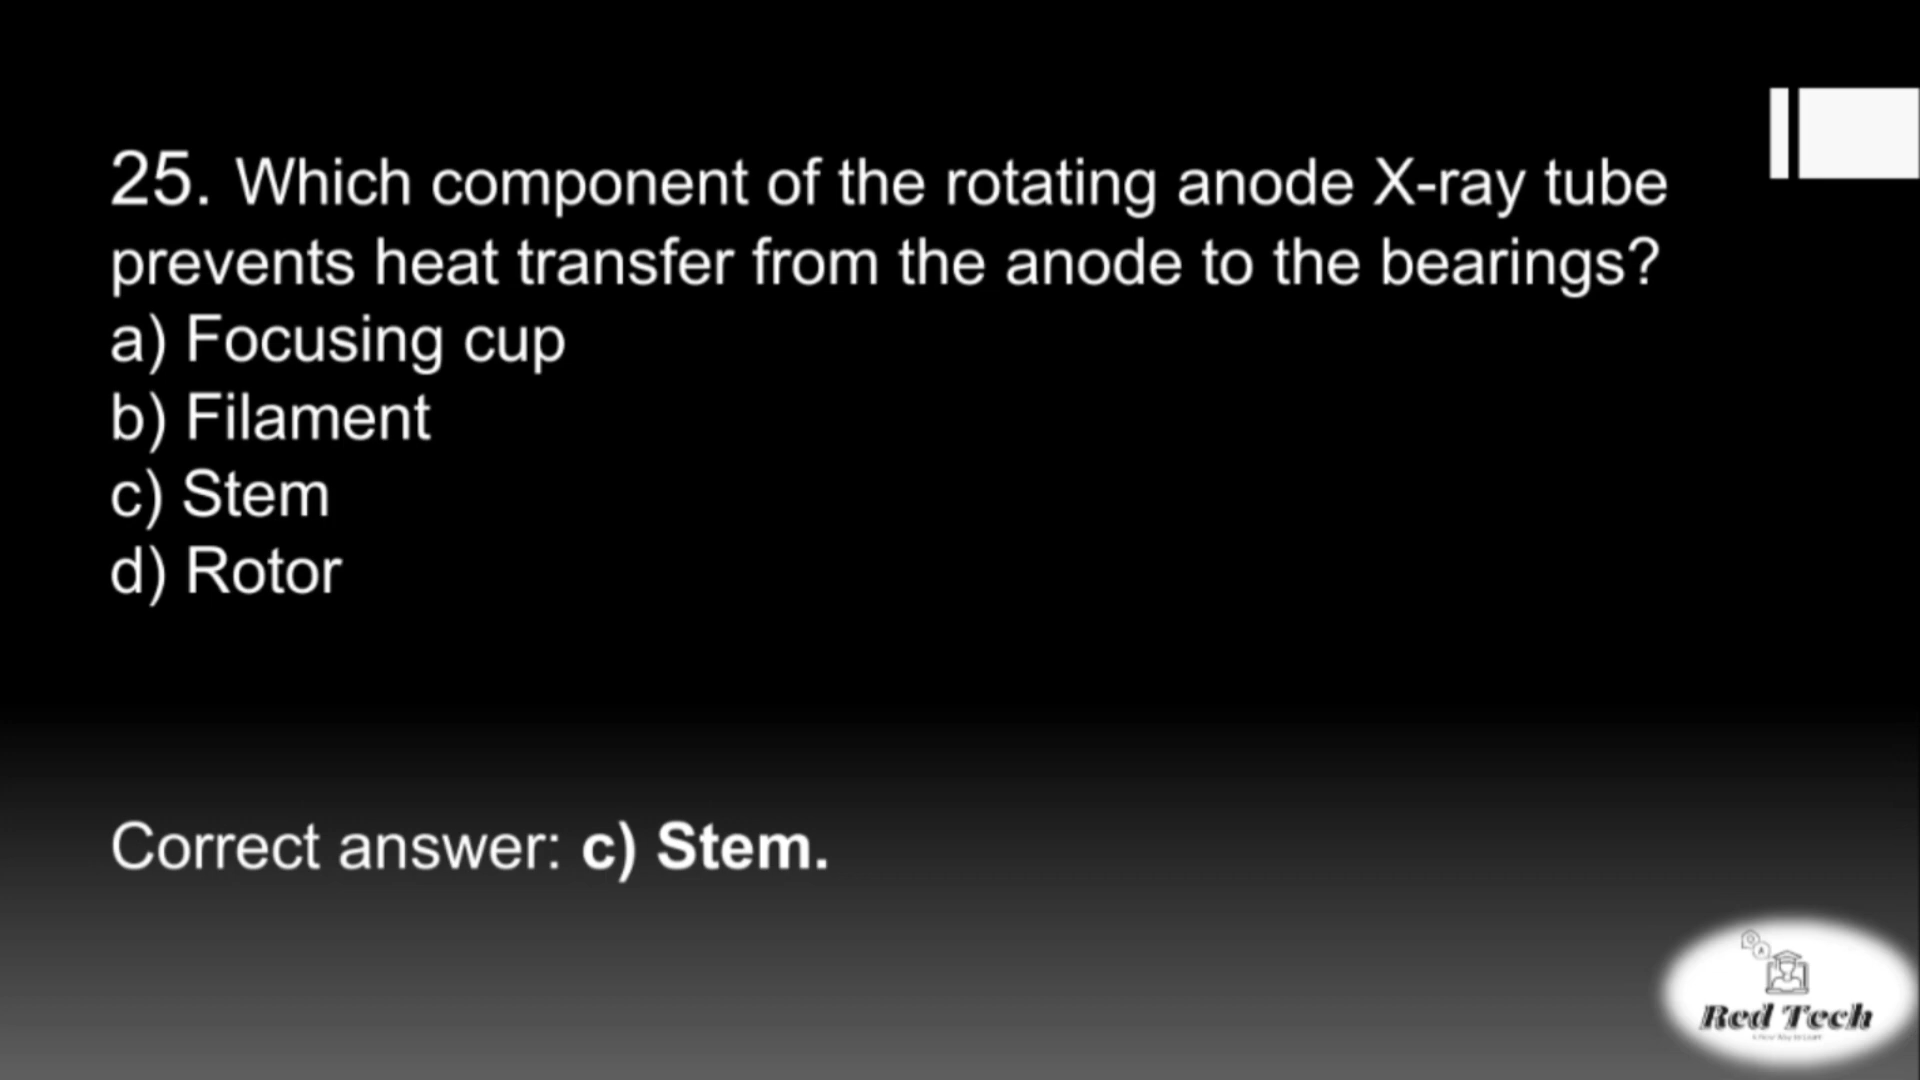 25. Which component of the rotating anode X-ray tube
prevents heat transfer from the anode to the bearings?
a) Focusing cup
b) Filament
c) Stem
d) Rotor
Correct answer: c) Stem.
Q
A
Red Tech